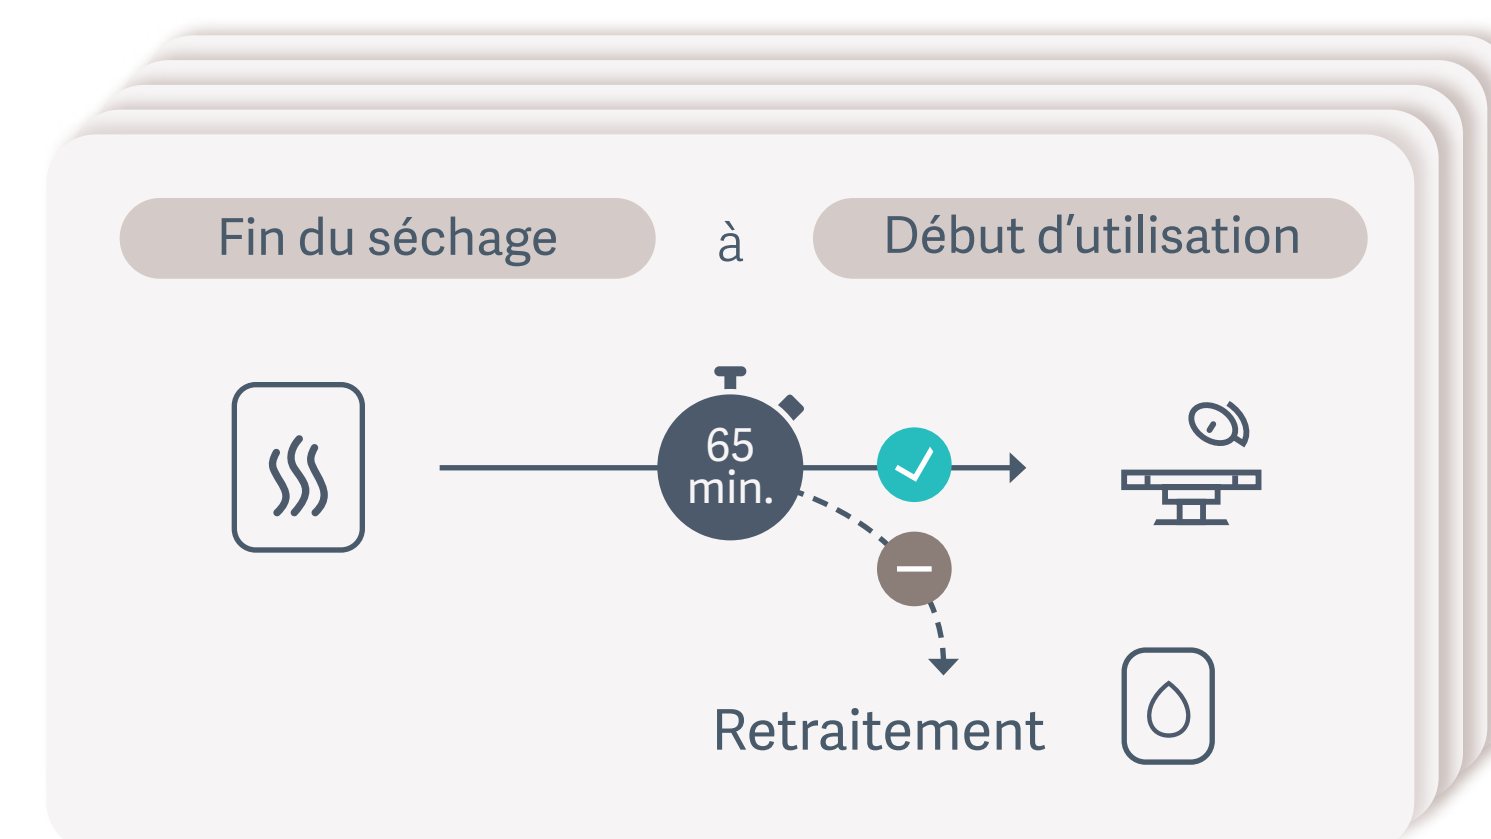 Fin du séchage
à
Début d’utilisation
65
min.
Retraitement